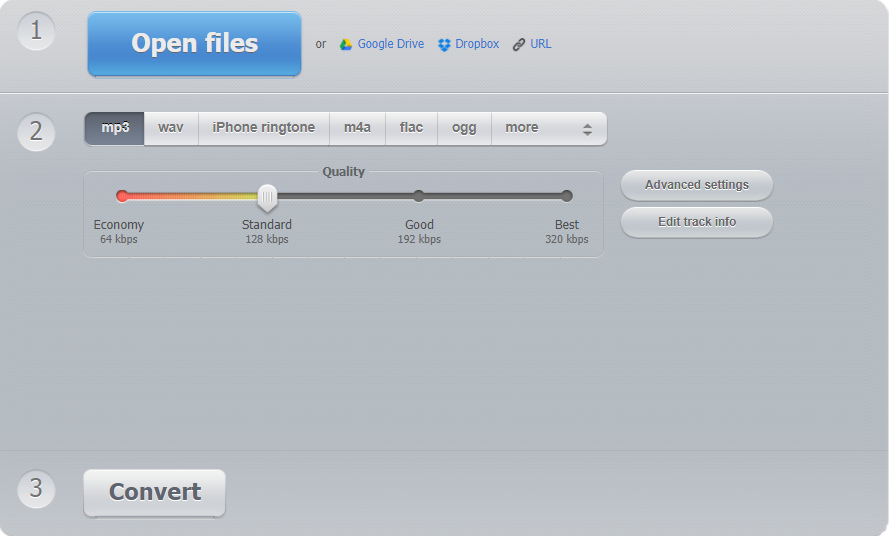 1
Open files or Google Drive Dropbox URL
2
mp3 wav iPhone ringtone m4a flac ogg more
Quality
Advanced settings
Economy Standard Good Best
64 kbps 128 kbps 192 kbps 320 kbps
Edit track info
3
Convert